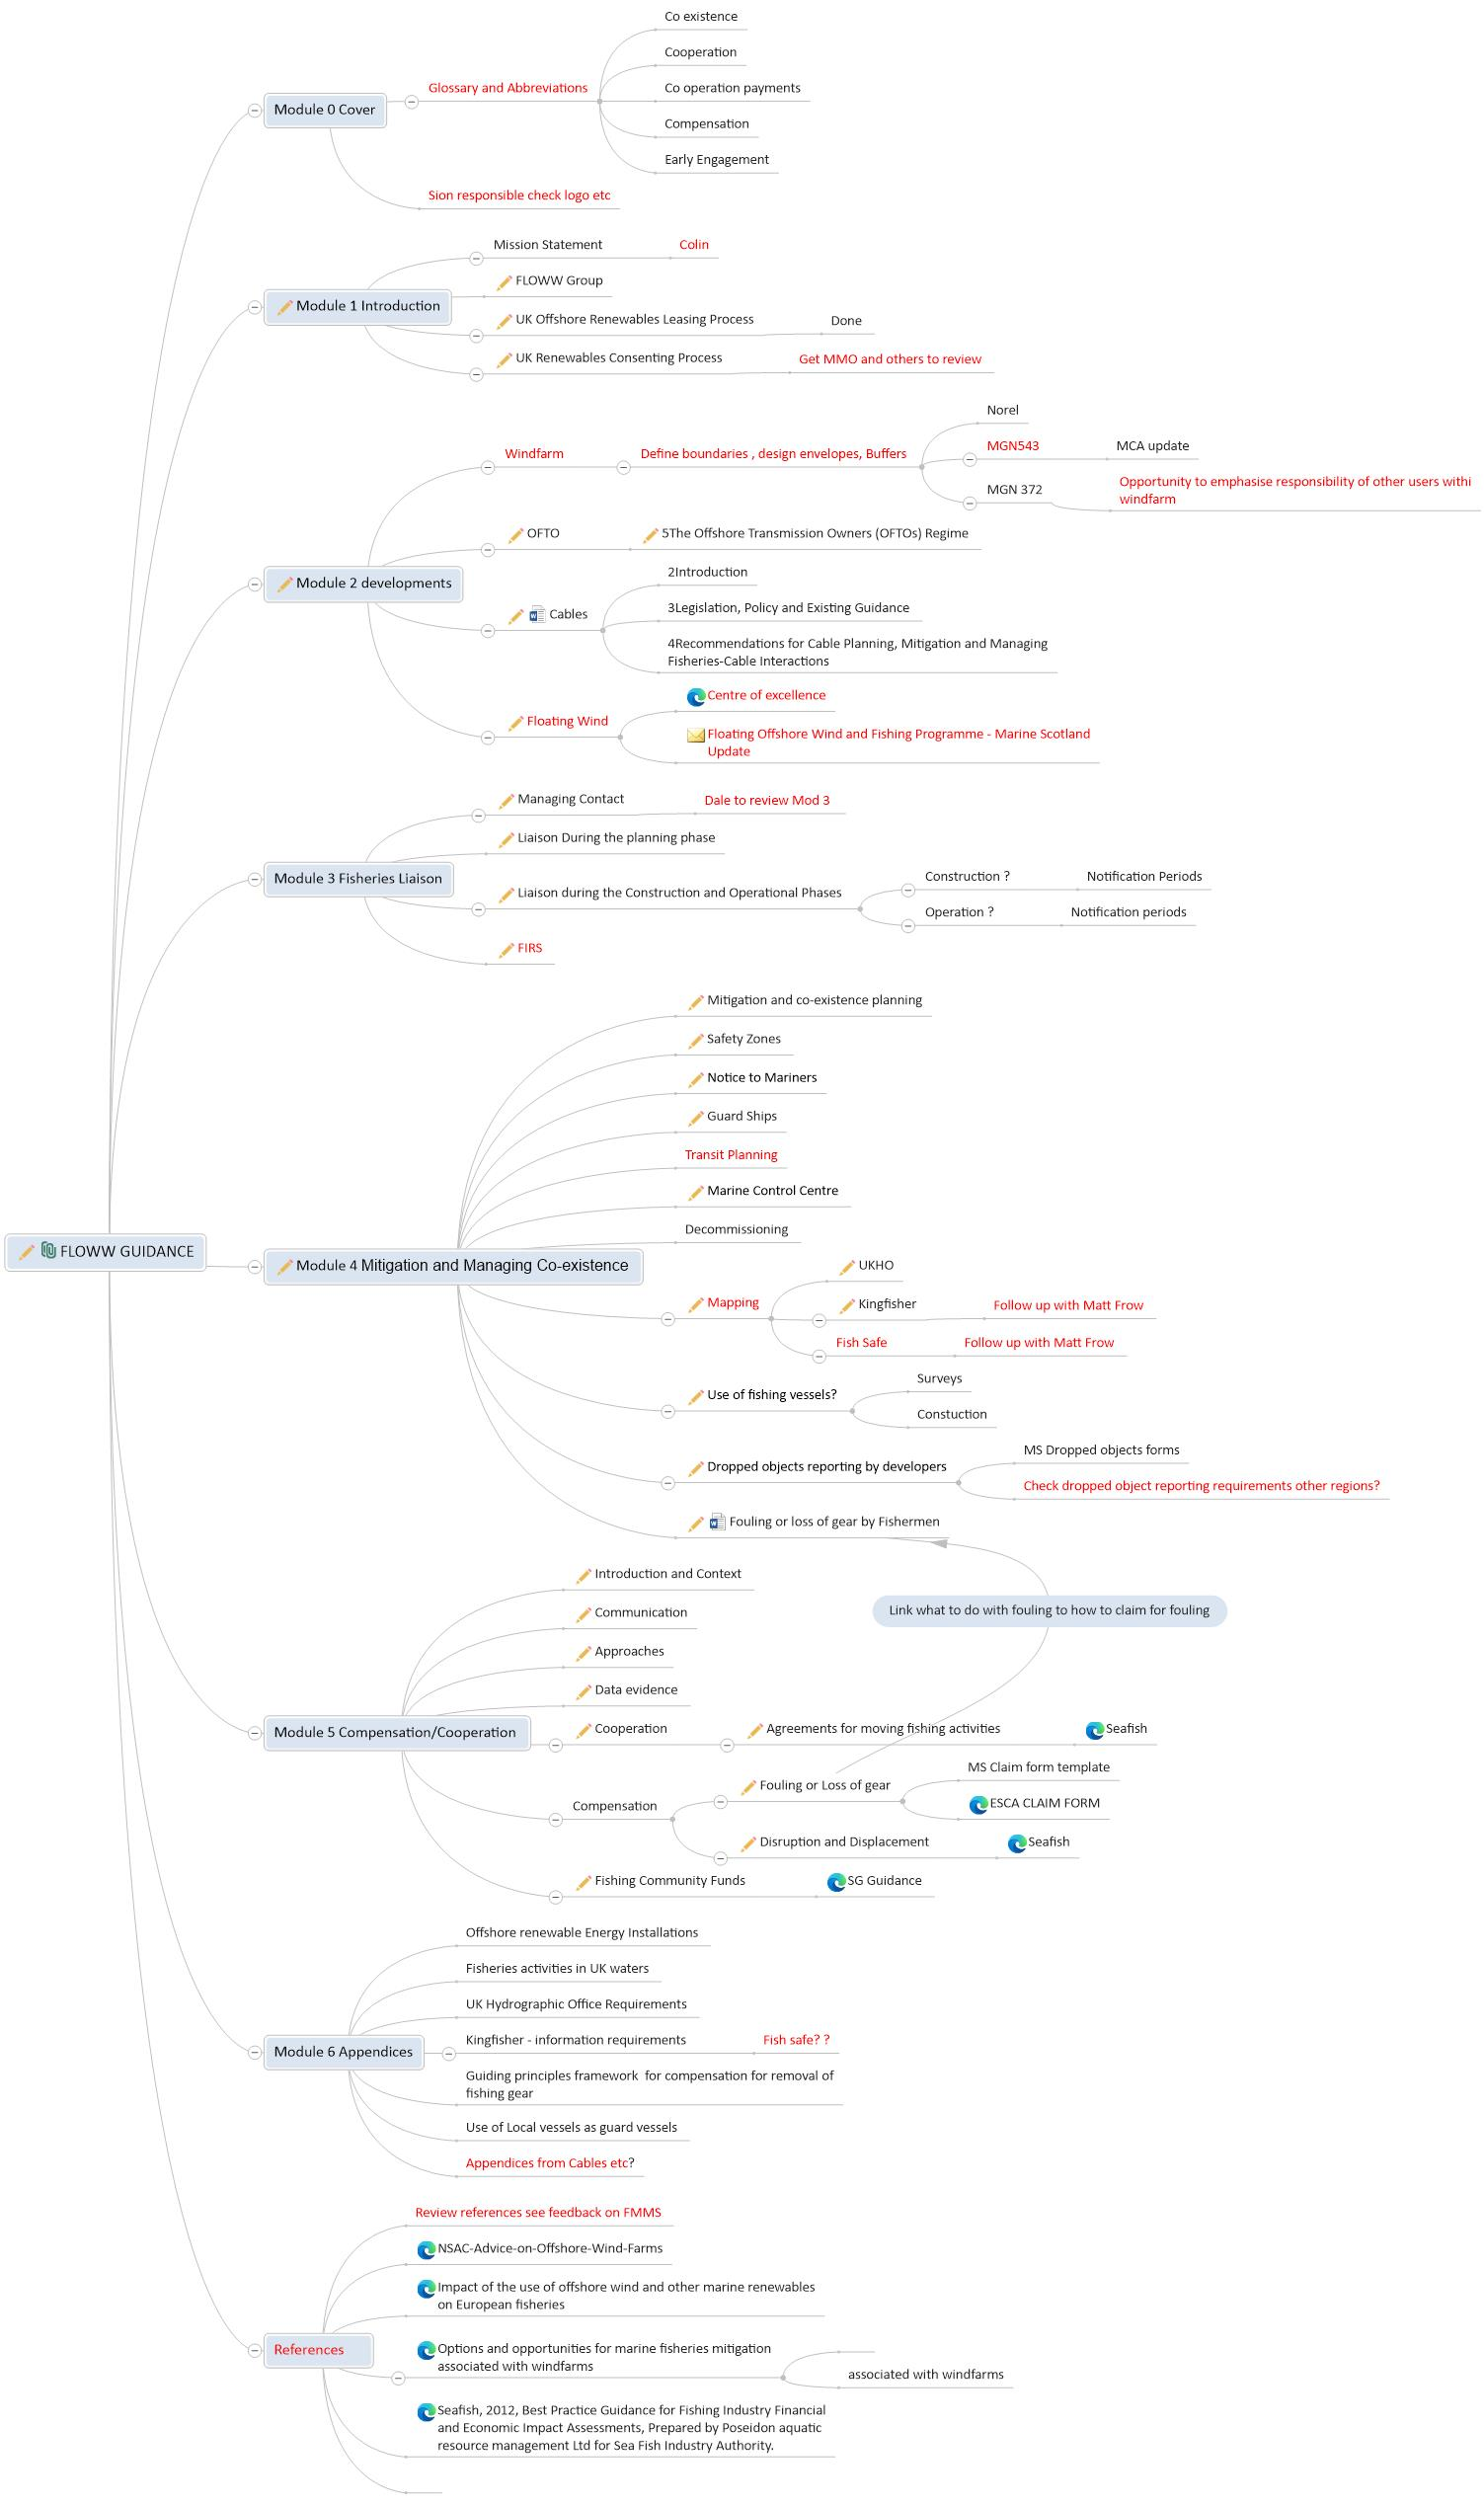 Co existence
Cooperation
Glossary and Abbreviations
Co operation payments
Module 0 Cover
Compensation
Early Engagement
Sion responsible check logo etc
Mission Statement
Colin
FLOWW Group
Module 1 Introduction
UK Offshore Renewables Leasing Process
Done
UK Renewables Consenting Process
Get MMO and others to review
Norel
Windfarm
Define boundaries , design envelopes, Buffers
MGN543
MCA update
MGN 372
Opportunity to emphasise responsibility of other users withi
windfarm
OFTO
5The Offshore Transmission Owners (OFTOs) Regime
Module 2 developments
2Introduction
Cables
3Legislation, Policy and Existing Guidance
4Recommendations for Cable Planning, Mitigation and Managing
Fisheries-Cable Interactions
Floating Wind
Centre of excellence
Floating Offshore Wind and Fishing Programme - Marine Scotland
Update
Managing Contact
Dale to review Mod 3
Liaison During the planning phase
Module 3 Fisheries Liaison
Liaison during the Construction and Operational Phases
Construction ?
Notification Periods
Operation ?
Notification periods
FIRS
Mitigation and co-existence planning
Safety Zones
Notice to Mariners
Guard Ships
Transit Planning
Marine Control Centre
Decommissioning
FLOWW GUIDANCE
Module 4 Mitigation and Managing Co-existence
Mapping
UKHO
Kingfisher
Follow up with Matt Frow
Fish Safe
Follow up with Matt Frow
Use of fishing vessels?
Surveys
Constuction
Dropped objects reporting by developers
MS Dropped objects forms
Check dropped object reporting requirements other regions?
Fouling or loss of gear by Fishermen
Link what to do with fouling to how to claim for fouling
Introduction and Context
Communication
Approaches
Data evidence
Module 5 Compensation/Cooperation
Cooperation
Agreements for moving fishing activities
Seafish
Compensation
Fouling or Loss of gear
MS Claim form template
ESCA CLAIM FORM
Disruption and Displacement
Seafish
Fishing Community Funds
SG Guidance
Offshore renewable Energy Installations
Fisheries activities in UK waters
UK Hydrographic Office Requirements
Module 6 Appendices
Kingfisher - information requirements
Fish safe? ?
Guiding principles framework  for compensation for removal of
fishing gear
Use of Local vessels as guard vessels
Appendices from Cables etc?
Review references see feedback on FMMS
NSAC-Advice-on-Offshore-Wind-Farms
Impact of the use of offshore wind and other marine renewables
on European fisheries
References
Options and opportunities for marine fisheries mitigation
associated with windfarms
associated with windfarms
Seafish, 2012, Best Practice Guidance for Fishing Industry Financial
and Economic Impact Assessments, Prepared by Poseidon aquatic
resource management Ltd for Sea Fish Industry Authority.